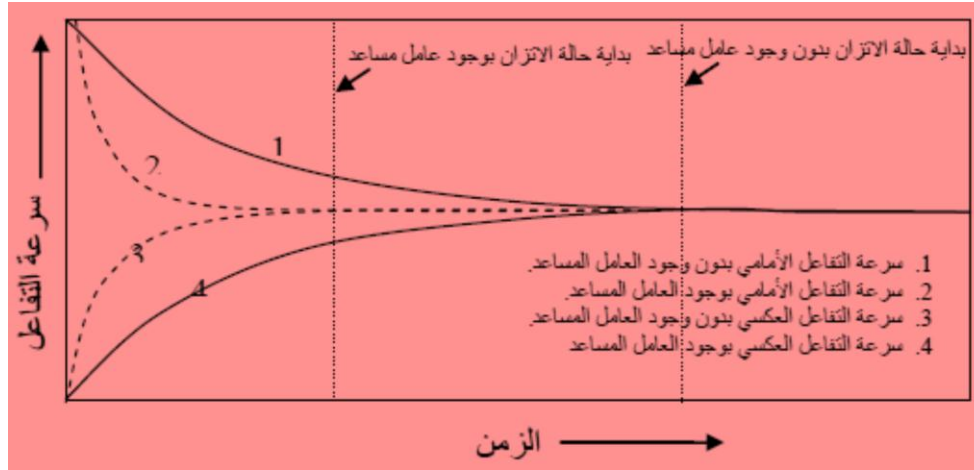 بداية حالة الاتزان بوجود عامل مساعد
بداية حالة الاتزان بدون وجود عامل مساعد
سرعة التفاعل
1
2
3
4
1. سرعة التفاعل الأمامي بدون وجود العامل المساعد.
2. سرعة التفاعل الأمامي بوجود العامل المساعد.
3. سرعة التفاعل العكسي بدون وجود العامل المساعد.
4. سرعة التفاعل العكسي بوجود العامل المساعد
الزمن